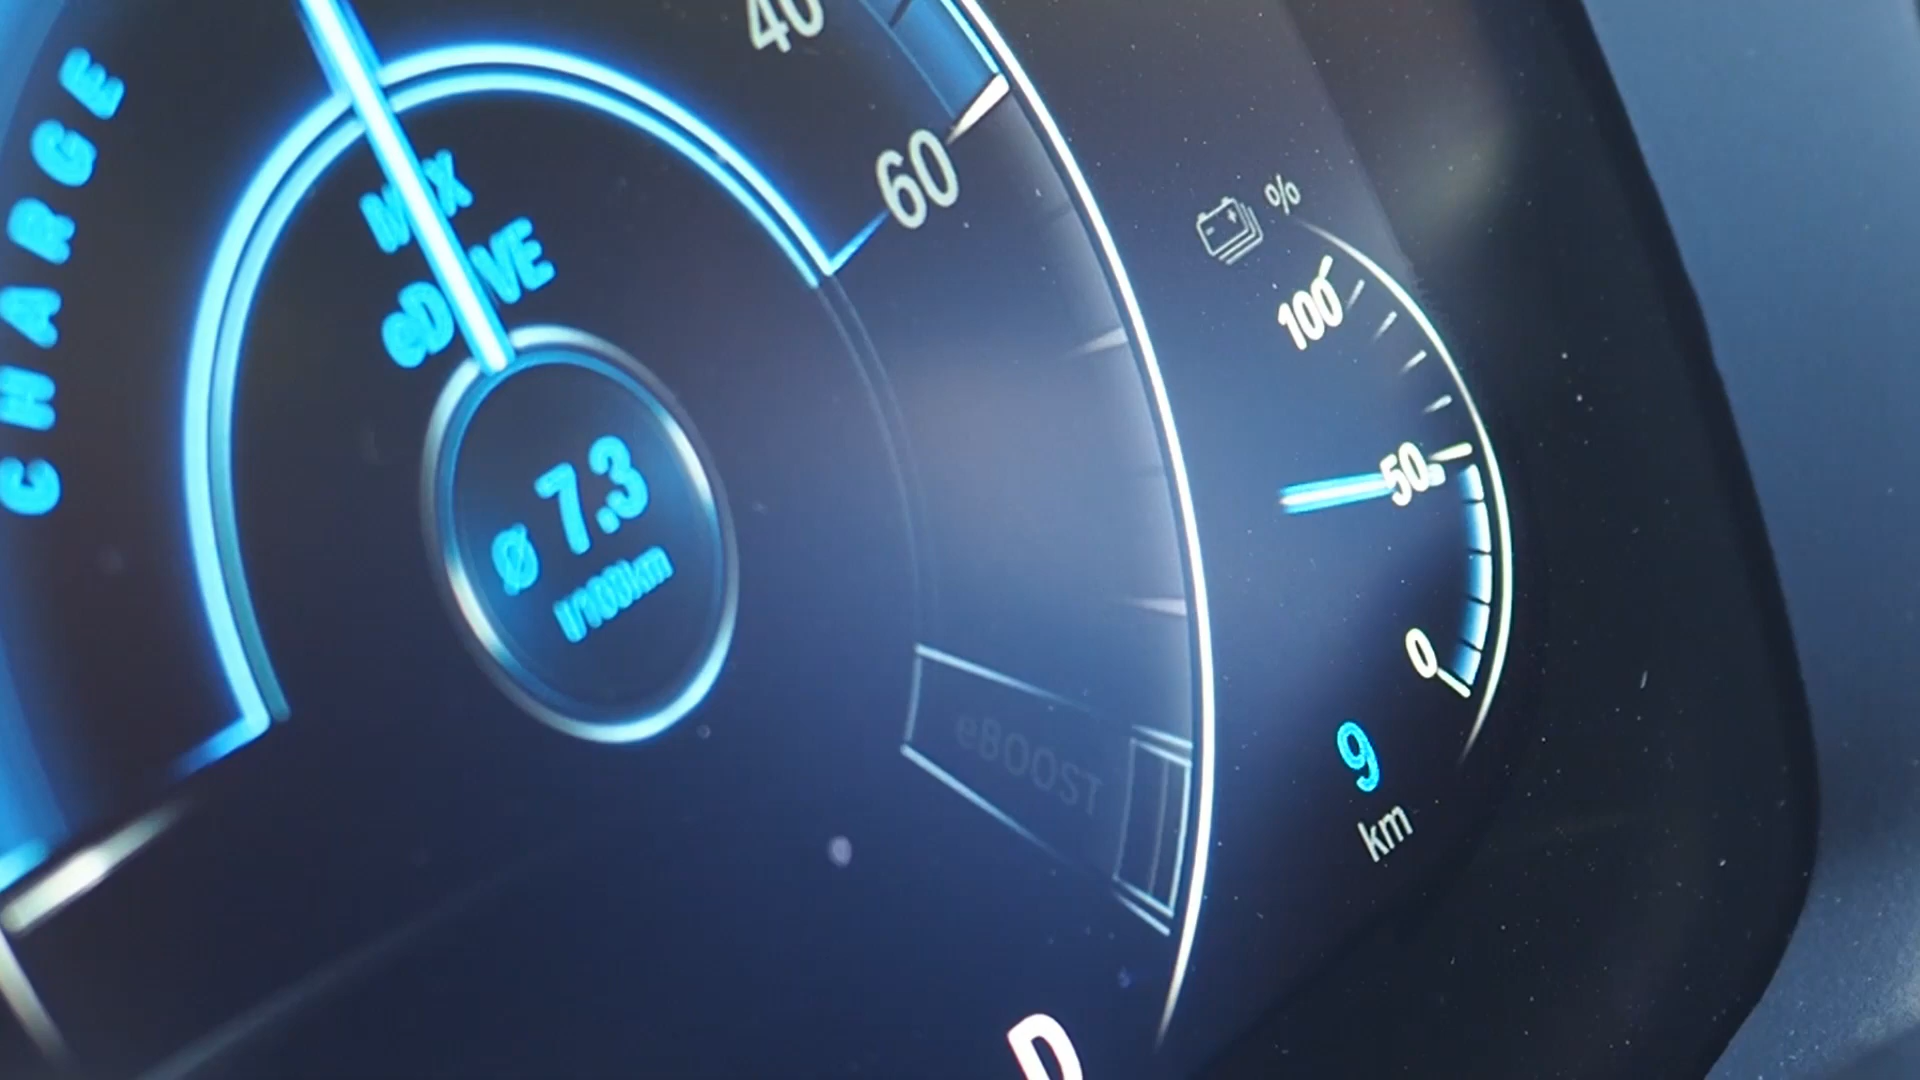 40
60
CHARGE
MAX
eDRIVE
ø 7.3
l/100km
%
100
50
0
eBOOST
9
km
D